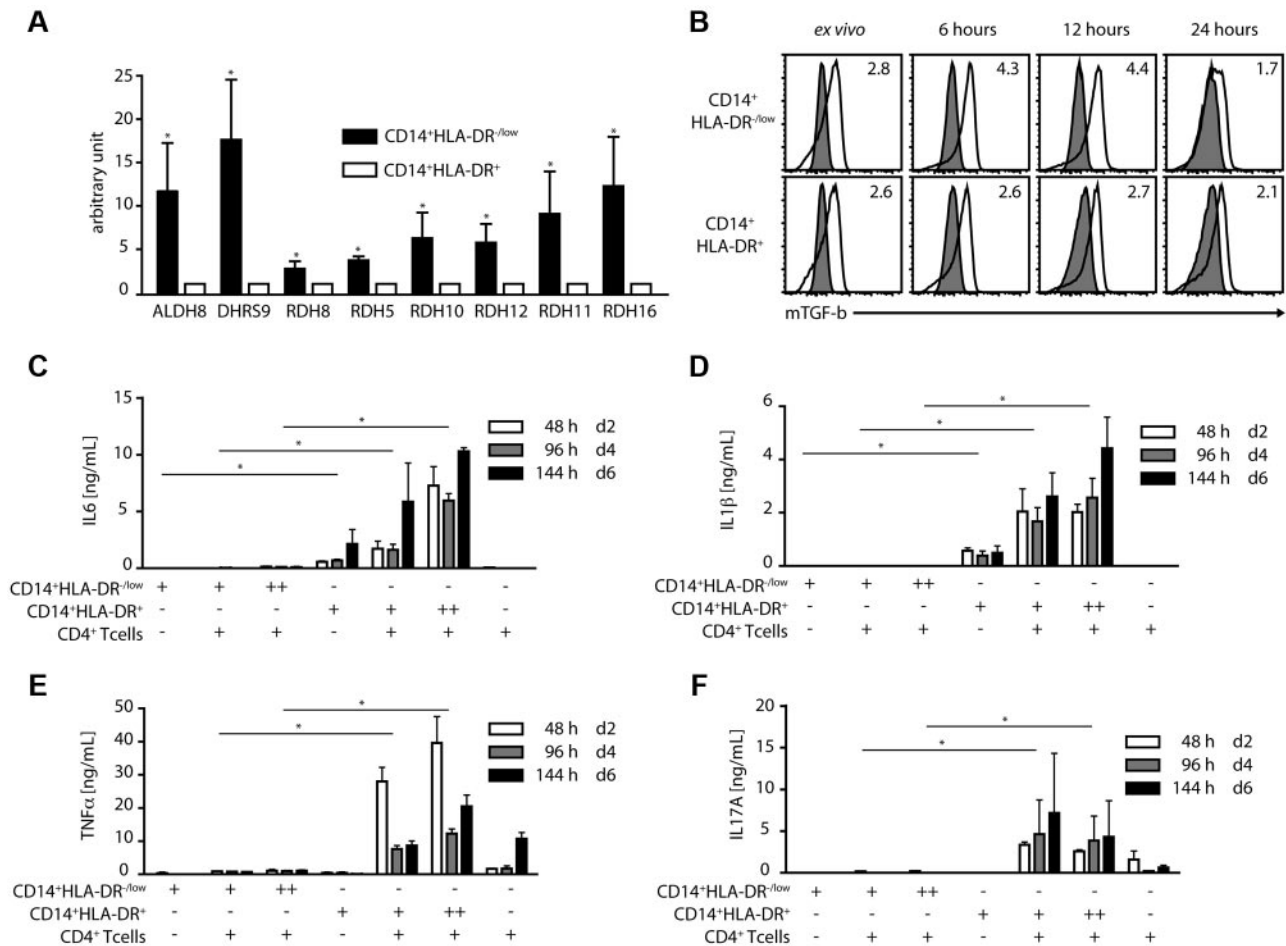 A
arbitrary unit
25
20
15
10
5
0
* * * * * * * *
CD14+HLA-DR-/low
CD14+HLA-DR+
ALDH8 DHRS9 RDH8 RDH5 RDH10 RDH12 RDH11 RDH16
B
ex vivo 6 hours 12 hours 24 hours
CD14+
HLA-DR-/low
2.8 4.3 4.4 1.7
CD14+
HLA-DR+
2.6 2.6 2.7 2.1
mTGF-b
C
IL6 [ng/mL]
15
10
5
0
* * *
48 h d2
96 h d4
144 h d6
CD14+HLA-DR-/low + + ++ - - - -
CD14+HLA-DR+ - - - + + ++ -
CD4+ Tcells - + + - + + +
D
IL1β [ng/mL]
6
4
2
0
* * *
48 h d2
96 h d4
144 h d6
CD14+HLA-DR-/low + + ++ - - - -
CD14+HLA-DR+ - - - + + ++ -
CD4+ Tcells - + + - + + +
E
TNFα [ng/mL]
50
40
30
20
10
0
* *
48 h d2
96 h d4
144 h d6
CD14+HLA-DR-/low + + ++ - - - -
CD14+HLA-DR+ - - - + + ++ -
CD4+ Tcells - + + - + + +
F
IL17A [ng/mL]
20
15
10
5
0
* *
48 h d2
96 h d4
144 h d6
CD14+HLA-DR-/low + + ++ - - - -
CD14+HLA-DR+ - - - + + ++ -
CD4+ Tcells - + + - + + +